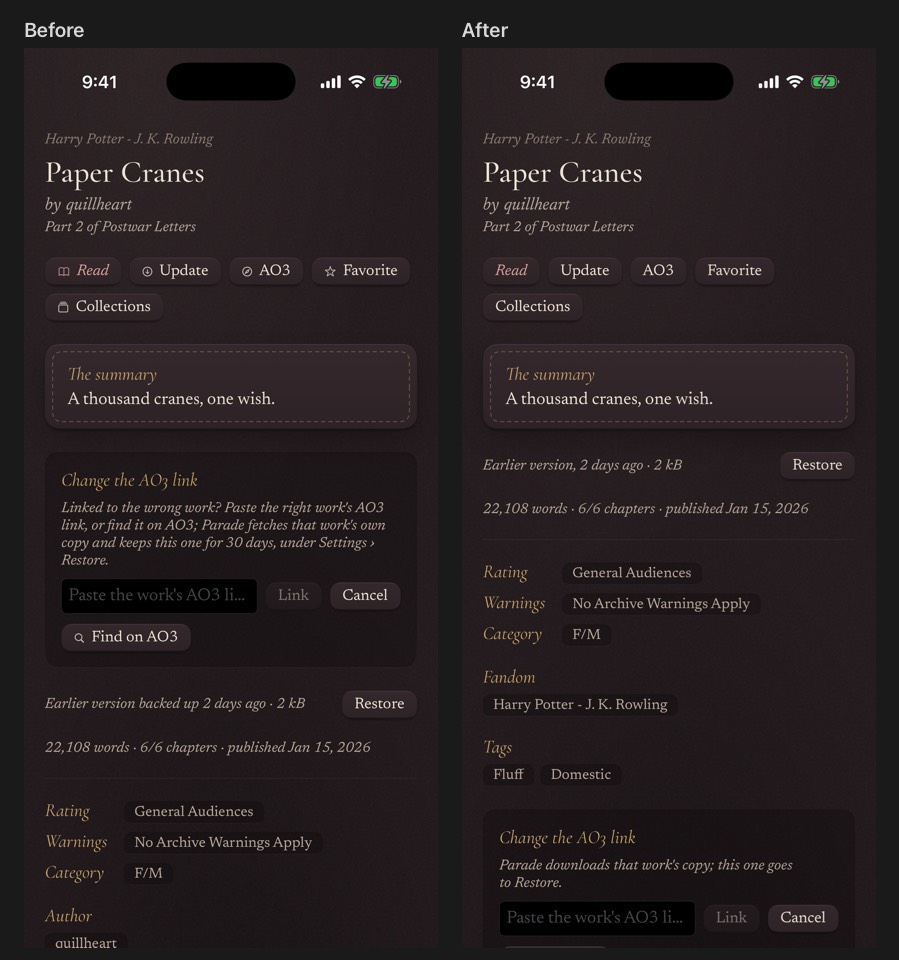 Before
9:41
Harry Potter - J. K. Rowling
Paper Cranes
by quillheart
Part 2 of Postwar Letters
Read Update AO3 Favorite
Collections
The summary
A thousand cranes, one wish.
Change the AO3 link
Linked to the wrong work? Paste the right work's AO3
link, or find it on AO3; Parade fetches that work's own
copy and keeps this one for 30 days, under Settings ›
Restore.
Paste the work's AO3 li... Link Cancel
Find on AO3
Earlier version backed up 2 days ago · 2 kB Restore
22,108 words · 6/6 chapters · published Jan 15, 2026
Rating General Audiences
Warnings No Archive Warnings Apply
Category F/M
Author
quillheart
After
9:41
Harry Potter - J. K. Rowling
Paper Cranes
by quillheart
Part 2 of Postwar Letters
Read Update AO3 Favorite
Collections
The summary
A thousand cranes, one wish.
Earlier version, 2 days ago · 2 kB Restore
22,108 words · 6/6 chapters · published Jan 15, 2026
Rating General Audiences
Warnings No Archive Warnings Apply
Category F/M
Fandom
Harry Potter - J. K. Rowling
Tags
Fluff Domestic
Change the AO3 link
Parade downloads that work's copy; this one goes
to Restore.
Paste the work's AO3 li... Link Cancel